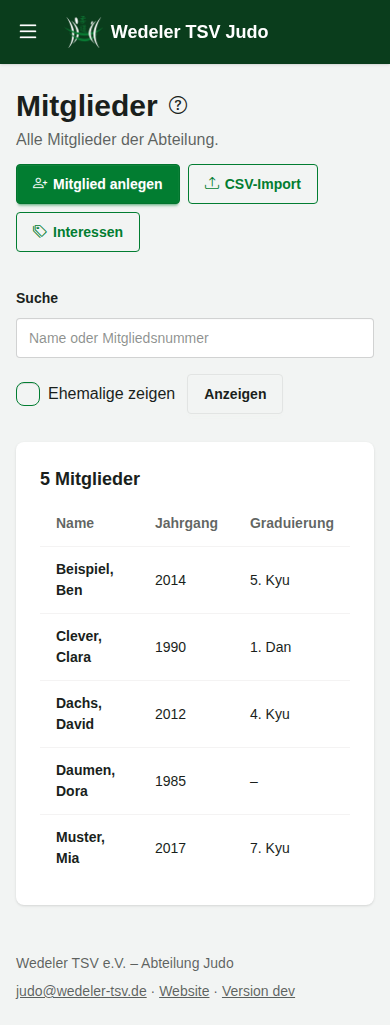 Wedeler TSV Judo
Mitglieder
Alle Mitglieder der Abteilung.
Mitglied anlegen CSV-Import
Interessen
Suche
Name oder Mitgliedsnummer
Ehemalige zeigen Anzeigen
5 Mitglieder
Name Jahrgang Graduierung
Beispiel,
Ben 2014 5. Kyu
Clever,
Clara 1990 1. Dan
Dachs,
David 2012 4. Kyu
Daumen,
Dora 1985 –
Muster,
Mia 2017 7. Kyu
Wedeler TSV e.V. – Abteilung Judo
judo@wedeler-tsv.de · Website · Version dev